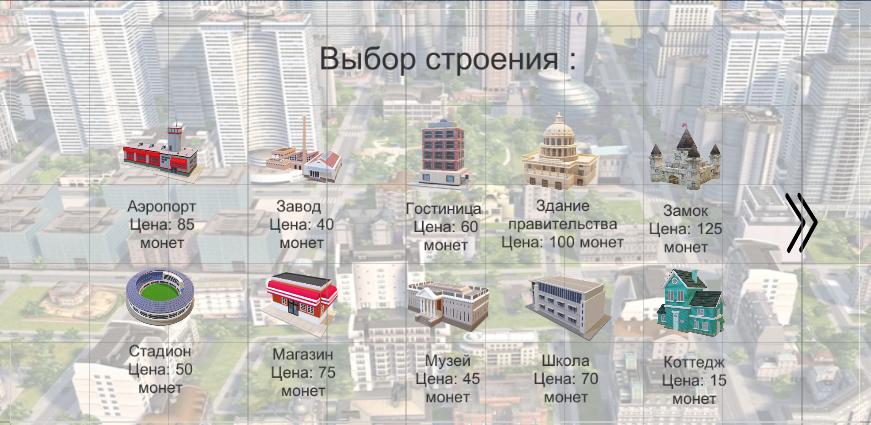 Выбор строения :
Аэропорт
Цена: 85
монет
Завод
Цена: 40
монет
Гостиница
Цена: 60
монет
Здание
правительства
Цена: 100 монет
Замок
Цена: 125
монет
Стадион
Цена: 50
монет
Магазин
Цена: 75
монет
Музей
Цена: 45
монет
Школа
Цена: 70
монет
Коттедж
Цена: 15
монет